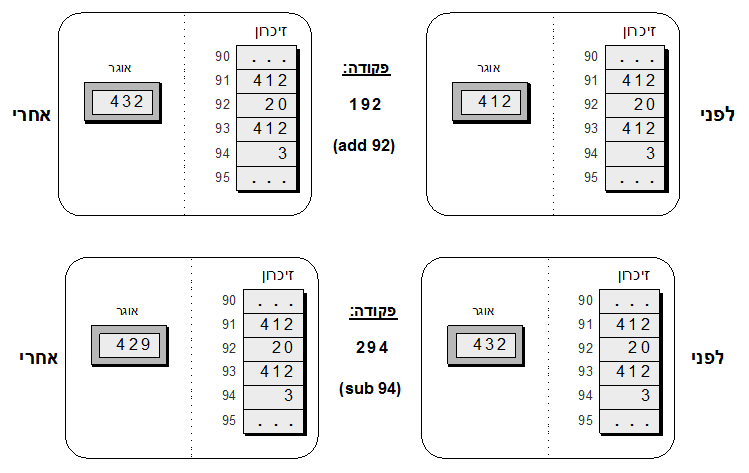 לפני
זיכרון
אוגר
412
90 ...
91 412
92 20
93 412
94 3
95 ...
פקודה:
192
(add 92)
אחרי
זיכרון
אוגר
432
90 ...
91 412
92 20
93 412
94 3
95 ...
לפני
זיכרון
אוגר
432
90 ...
91 412
92 20
93 412
94 3
95 ...
פקודה:
294
(sub 94)
אחרי
זיכרון
אוגר
429
90 ...
91 412
92 20
93 412
94 3
95 ...